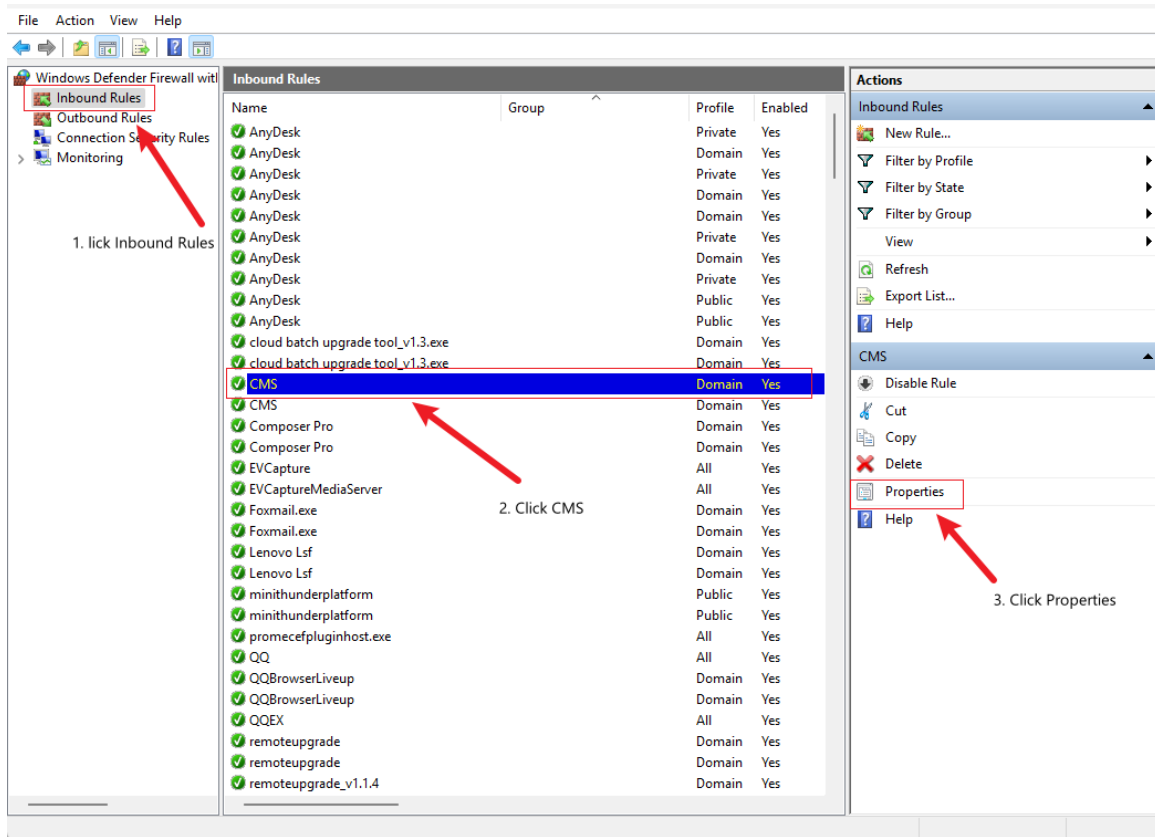 File Action View Help
Windows Defender Firewall witl
Inbound Rules
Outbound Rules
Connection Security Rules
Monitoring
1. lick Inbound Rules
Inbound Rules
Name Group Profile Enabled
AnyDesk Private Yes
AnyDesk Domain Yes
AnyDesk Private Yes
AnyDesk Domain Yes
AnyDesk Domain Yes
AnyDesk Private Yes
AnyDesk Domain Yes
AnyDesk Private Yes
AnyDesk Public Yes
AnyDesk Public Yes
cloud batch upgrade tool_v1.3.exe Domain Yes
cloud batch upgrade tool_v1.3.exe Domain Yes
CMS Domain Yes
CMS Domain Yes
Composer Pro Domain Yes
Composer Pro Domain Yes
EVCapture All Yes
EVCaptureMediaServer All Yes
Foxmail.exe Domain Yes
Foxmail.exe Domain Yes
Lenovo Lsf Domain Yes
Lenovo Lsf Domain Yes
minithunderplatform Public Yes
minithunderplatform Public Yes
promecefpluginhost.exe All Yes
QQ All Yes
QQBrowserLiveup Domain Yes
QQBrowserLiveup Domain Yes
QQEX All Yes
remoteupgrade Domain Yes
remoteupgrade Domain Yes
remoteupgrade_v1.1.4 Domain Yes
2. Click CMS
Actions
Inbound Rules
New Rule...
Filter by Profile
Filter by State
Filter by Group
View
Refresh
Export List...
Help
CMS
Disable Rule
Cut
Copy
Delete
Properties
Help
3. Click Properties